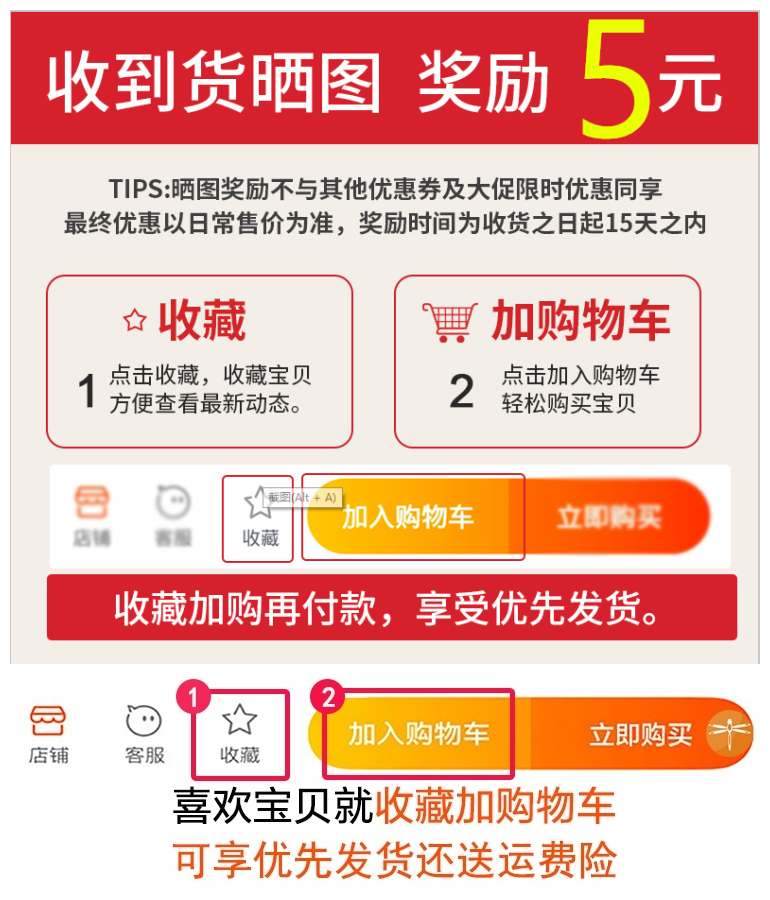 收到货晒图 奖励5元
TIPS:晒图奖励不与其他优惠券及大促限时优惠同享
最终优惠以日常售价为准，奖励时间为收货之日起15天之内
收藏
1 点击收藏，收藏宝贝
方便查看最新动态。
加购物车
2 点击加入购物车
轻松购买宝贝
店铺 客服 收藏 截图(Alt + A) 加入购物车 立即购买
收藏加购再付款，享受优先发货。
1 2
店铺 客服 收藏 加入购物车 立即购买
喜欢宝贝就收藏加购物车
可享优先发货还送运费险